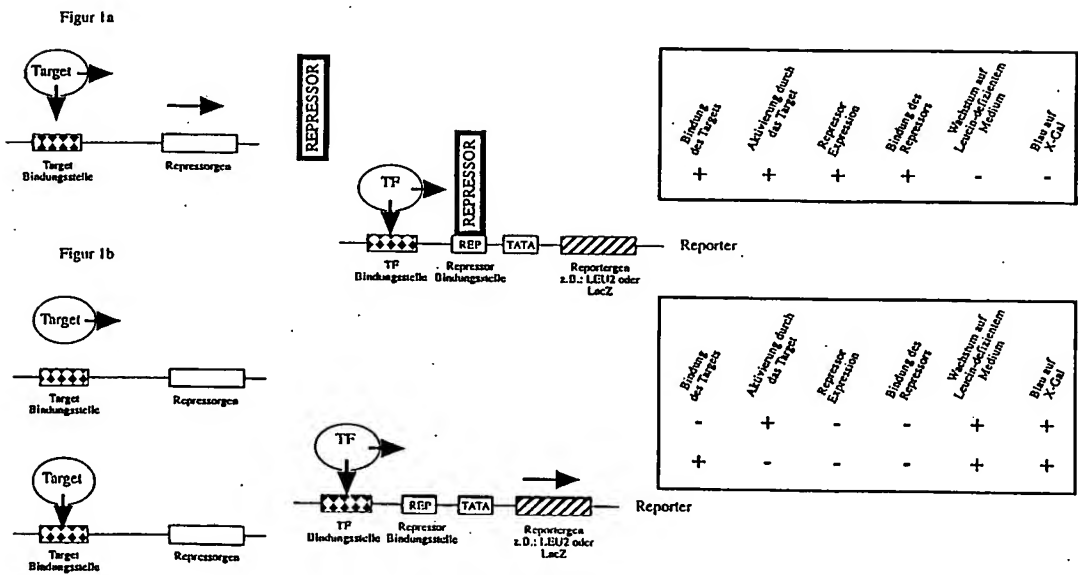 Figur 1a
Target
Target
Bindungsstelle
Repressorgen
REPRESSOR
REPRESSOR
TF
REP
TATA
Reporter
TF
Bindungsstelle
Repressor
Bindungsstelle
Reportergen
z.B.: LEU2 oder
LacZ
Bindung
des Targets
Aktivierung durch
das Target
Repressor
Expression
Bindung des
Repressors
Wachstum auf
Leucin-defizientem
Medium
Blau auf
X-Gal
+ + + + - -
Figur 1b
Target
Target
Bindungsstelle
Repressorgen
Target
Target
Bindungsstelle
Repressorgen
TF
REP
TATA
Reporter
TF
Bindungsstelle
Repressor
Bindungsstelle
Reportergen
z.B.: LEU2 oder
LacZ
Bindung
des Targets
Aktivierung durch
das Target
Repressor
Expression
Bindung des
Repressors
Wachstum auf
Leucin-defizientem
Medium
Blau auf
X-Gal
- + - - + +
+ - - - + +